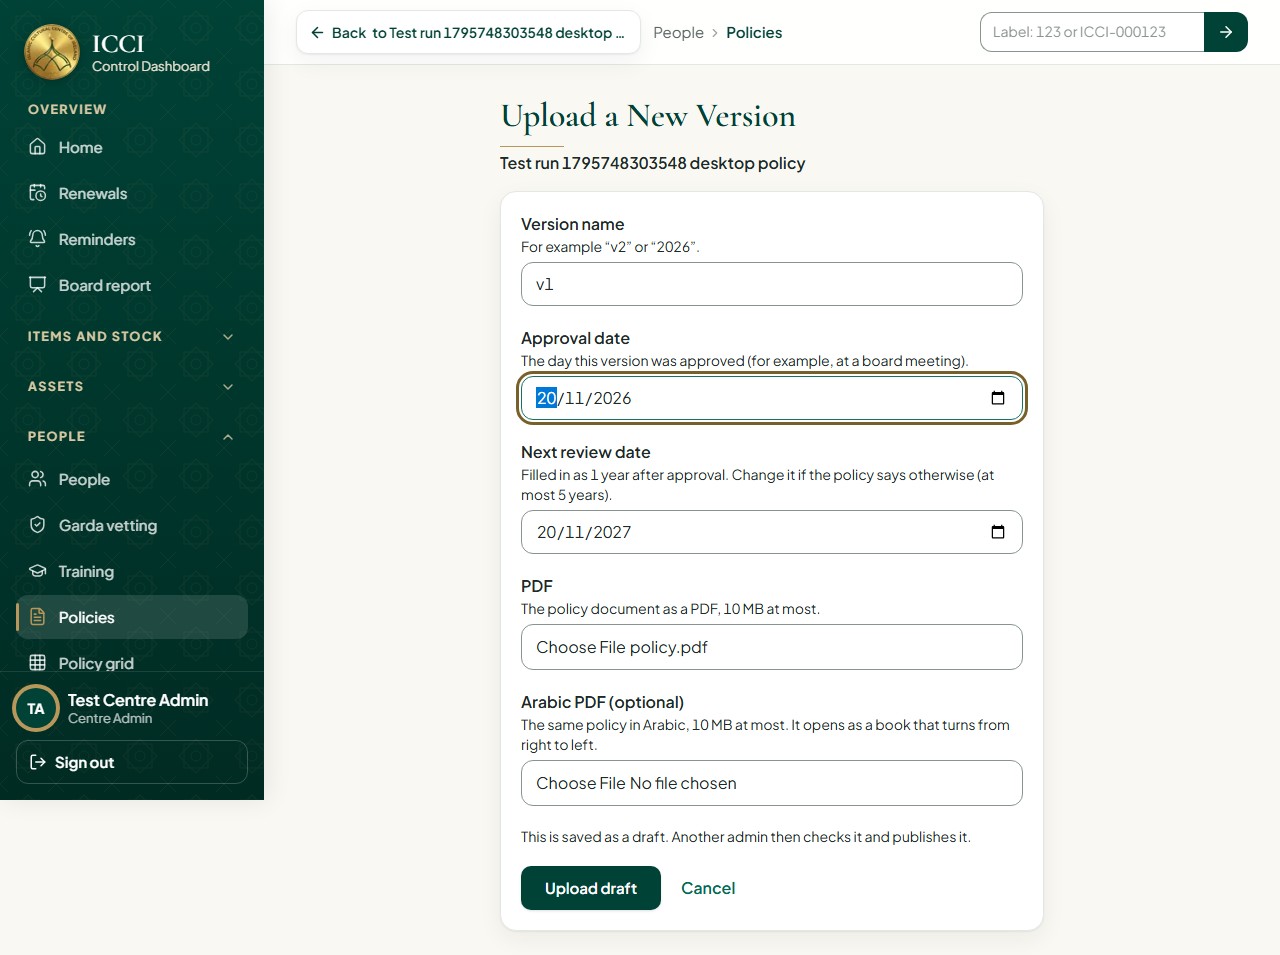 ICCI
Control Dashboard
OVERVIEW
Home
Renewals
Reminders
Board report
ITEMS AND STOCK
ASSETS
PEOPLE
People
Garda vetting
Training
Policies
Policy grid
TA
Test Centre Admin
Centre Admin
Sign out
Back to Test run 1795748303548 desktop ...
People > Policies
Label: 123 or ICCI-000123
Upload a New Version
Test run 1795748303548 desktop policy
Version name
For example “v2” or “2026”.
v1
Approval date
The day this version was approved (for example, at a board meeting).
20/11/2026
Next review date
Filled in as 1 year after approval. Change it if the policy says otherwise (at
most 5 years).
20/11/2027
PDF
The policy document as a PDF, 10 MB at most.
Choose File policy.pdf
Arabic PDF (optional)
The same policy in Arabic, 10 MB at most. It opens as a book that turns from
right to left.
Choose File No file chosen
This is saved as a draft. Another admin then checks it and publishes it.
Upload draft
Cancel